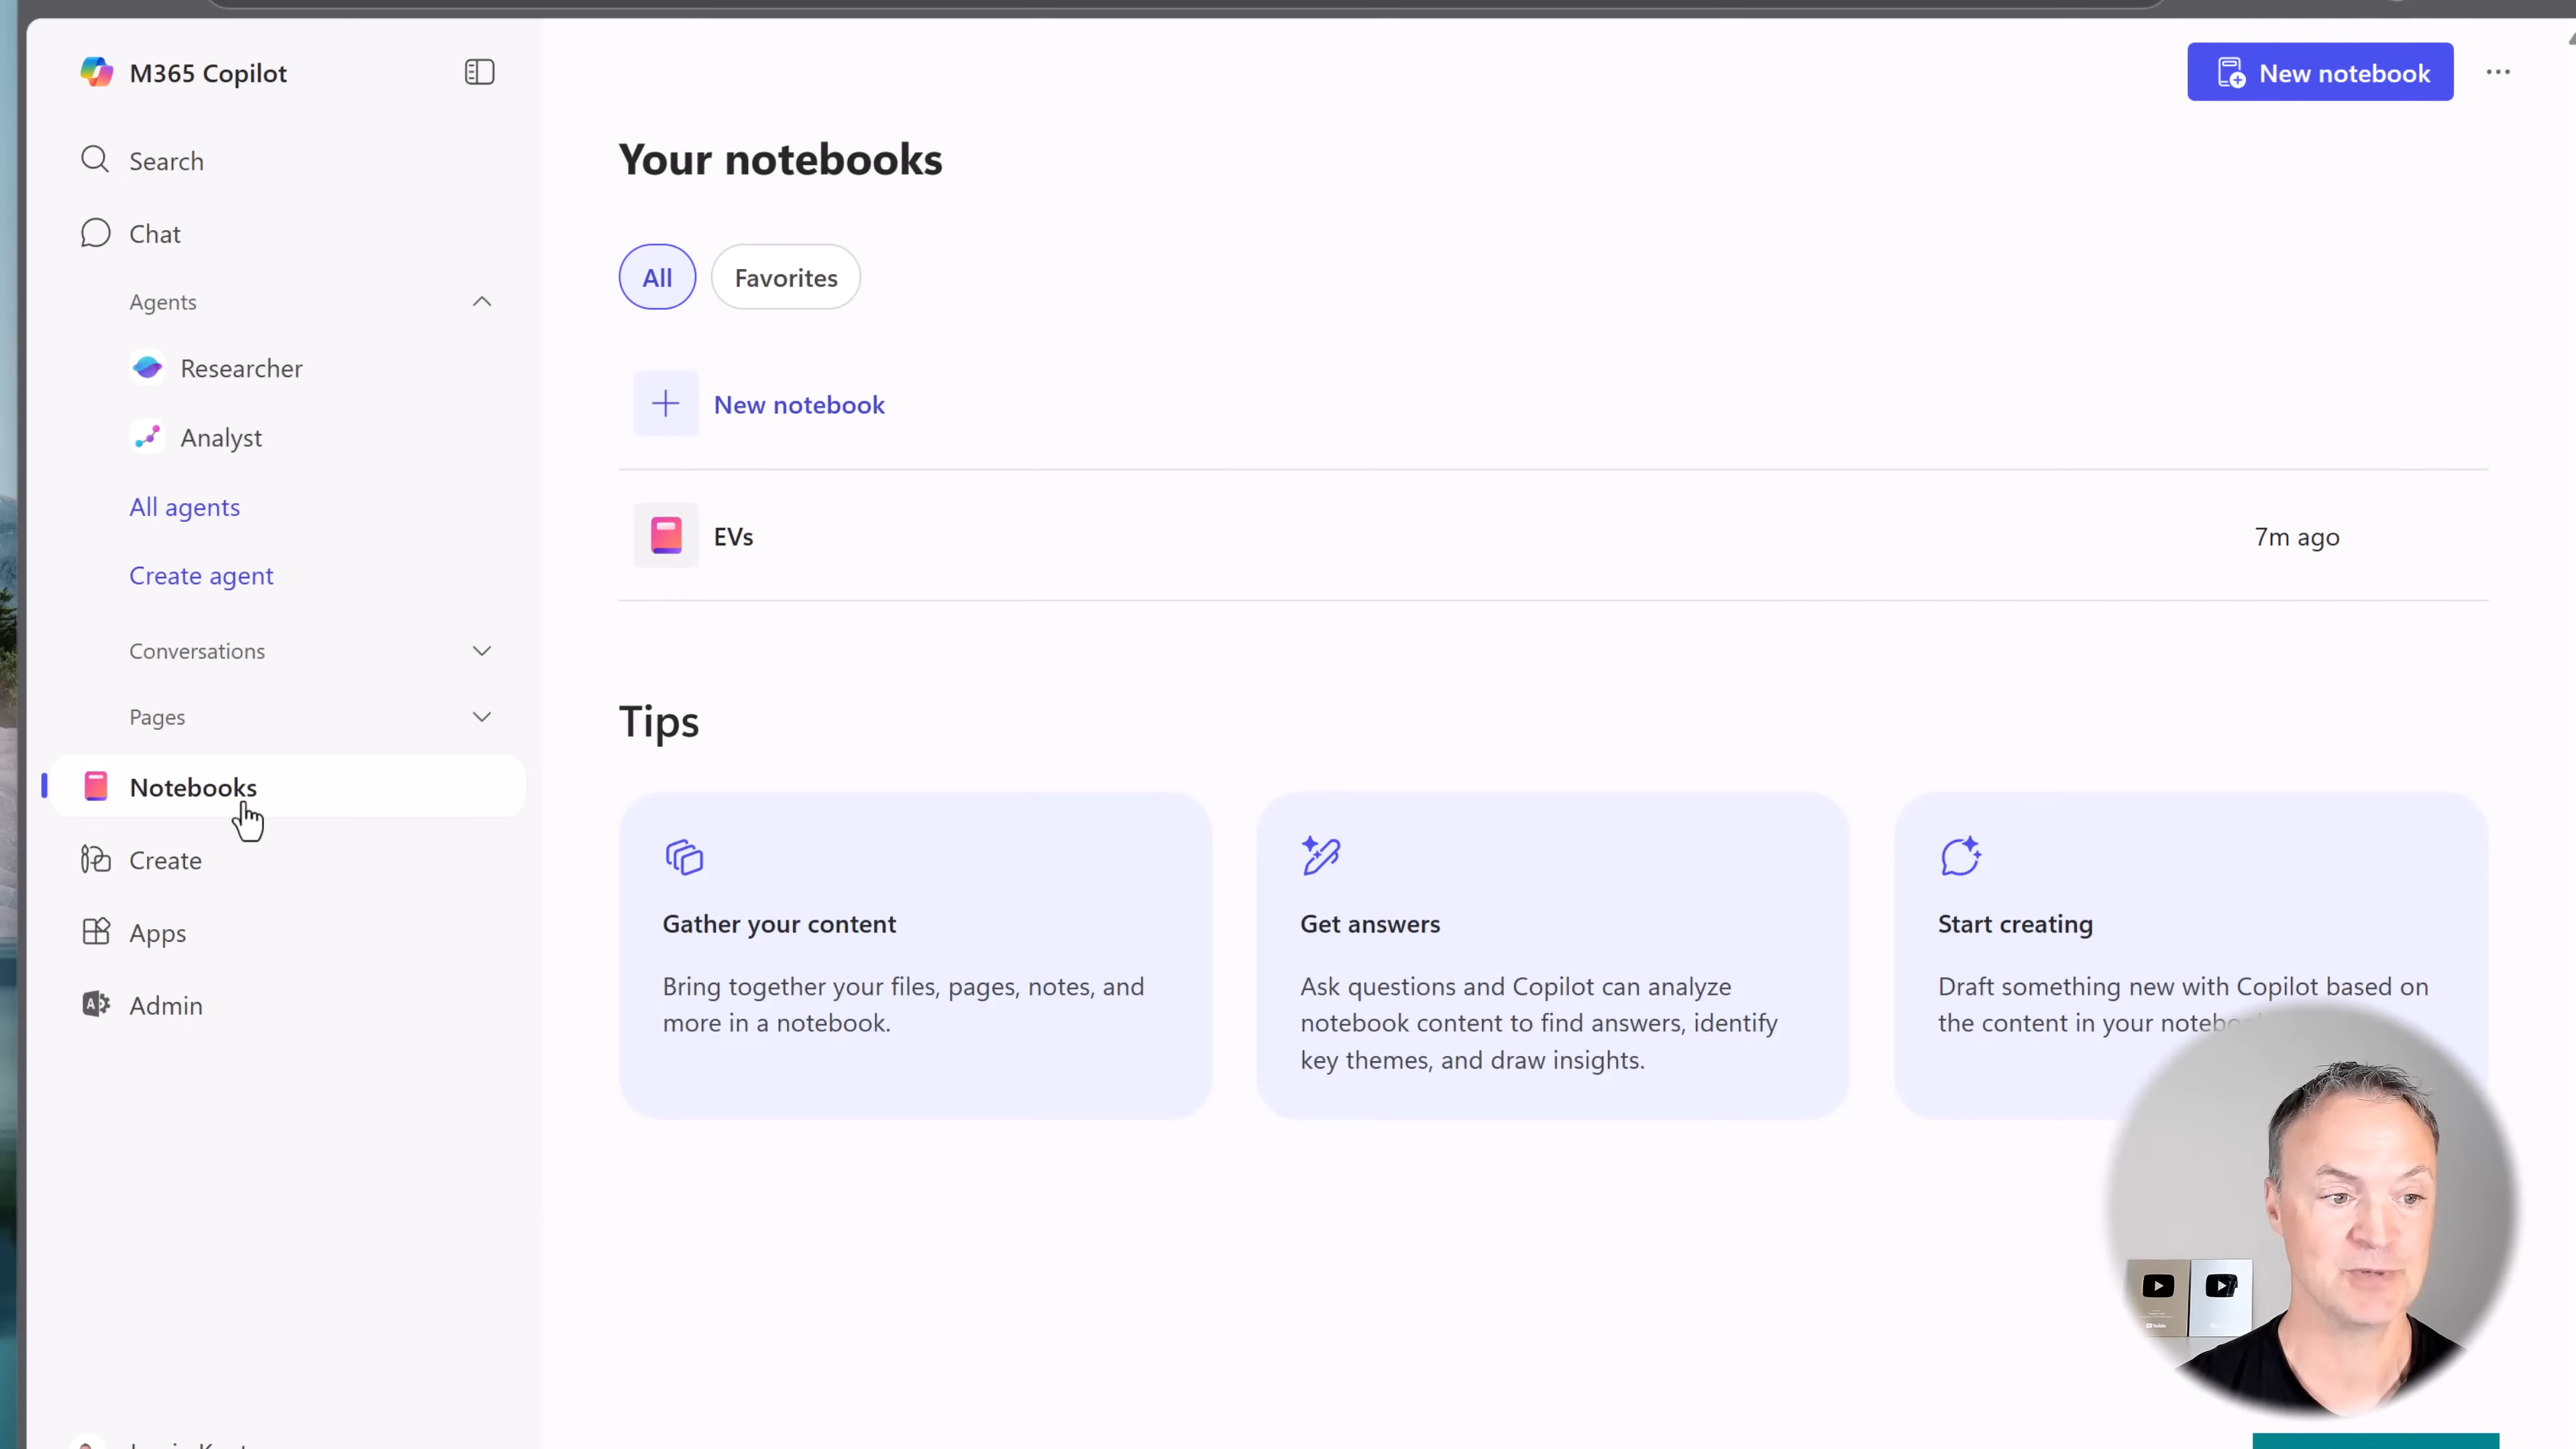 M365 Copilot
Search
Chat
Agents
Researcher
Analyst
All agents
Create agent
Conversations
Pages
Notebooks
Create
Apps
Admin
New notebook
Your notebooks
All
Favorites
New notebook
EVs
7m ago
Tips
Gather your content
Bring together your files, pages, notes, and
more in a notebook.
Get answers
Ask questions and Copilot can analyze
notebook content to find answers, identify
key themes, and draw insights.
Start creating
Draft something new with Copilot based on
the content in your